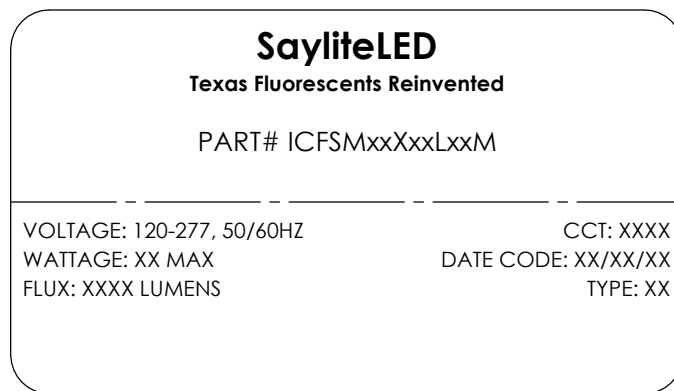 SayliteLED
Texas Fluorescents Reinvented
PART# ICFSMxxXxxLxxM
VOLTAGE: 120-277, 50/60HZ
CCT: XXXX
WATTAGE: XX MAX
DATE CODE: XX/XX/XX
FLUX: XXXX LUMENS
TYPE: XX